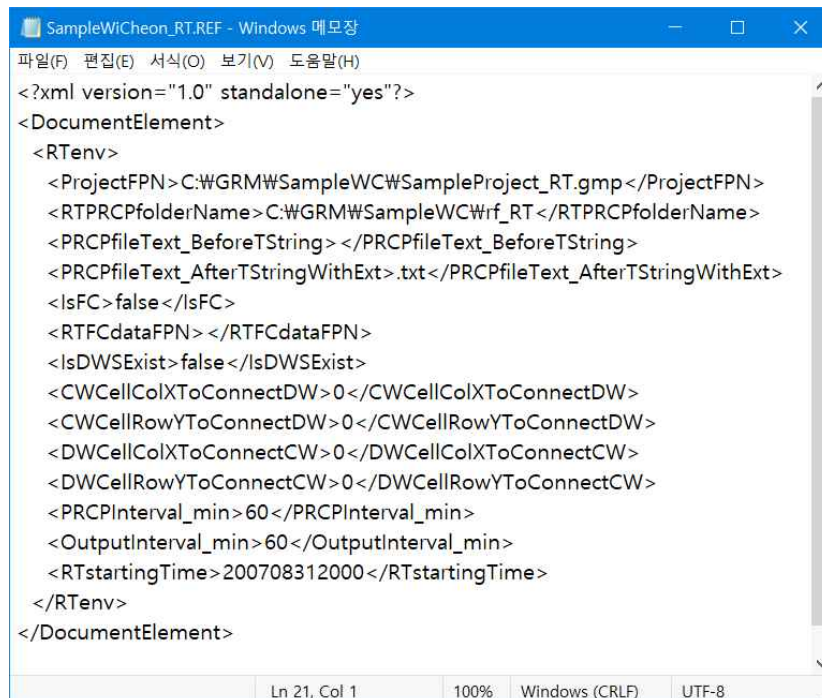 SampleWiCheon_RT.REF - Windows 메모장
파일(F) 편집(E) 서식(O) 보기(V) 도움말(H)
<?xml version="1.0" standalone="yes"?>
<DocumentElement>
  <RTenv>
    <ProjectFPN>C:₩GRM₩SampleWC₩SampleProject_RT.gmp</ProjectFPN>
    <RTPRCPfolderName>C:₩GRM₩SampleWC₩rf_RT</RTPRCPfolderName>
    <PRCPfileText_BeforeTString></PRCPfileText_BeforeTString>
    <PRCPfileText_AfterTStringWithExt>.txt</PRCPfileText_AfterTStringWithExt>
    <IsFC>false</IsFC>
    <RTFCdataFPN></RTFCdataFPN>
    <IsDWSExist>false</IsDWSExist>
    <CWCellColXToConnectDW>0</CWCellColXToConnectDW>
    <CWCellRowYToConnectDW>0</CWCellRowYToConnectDW>
    <DWCellColXToConnectCW>0</DWCellColXToConnectCW>
    <DWCellRowYToConnectCW>0</DWCellRowYToConnectCW>
    <PRCPInterval_min>60</PRCPInterval_min>
    <OutputInterval_min>60</OutputInterval_min>
    <RTstartingTime>200708312000</RTstartingTime>
  </RTenv>
</DocumentElement>
Ln 21, Col 1 100% Windows (CRLF) UTF-8